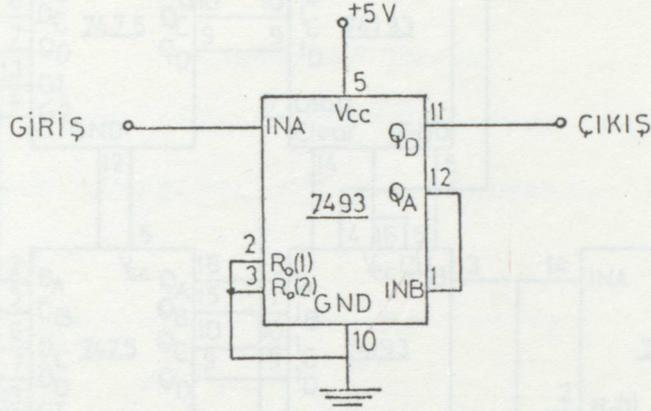 +5 V
5
Vcc
GİRİŞ
INA
11
QD
ÇIKIŞ
12
QA
7493
2
R₀(1)
3
R₀(2)
1
INB
GND
10